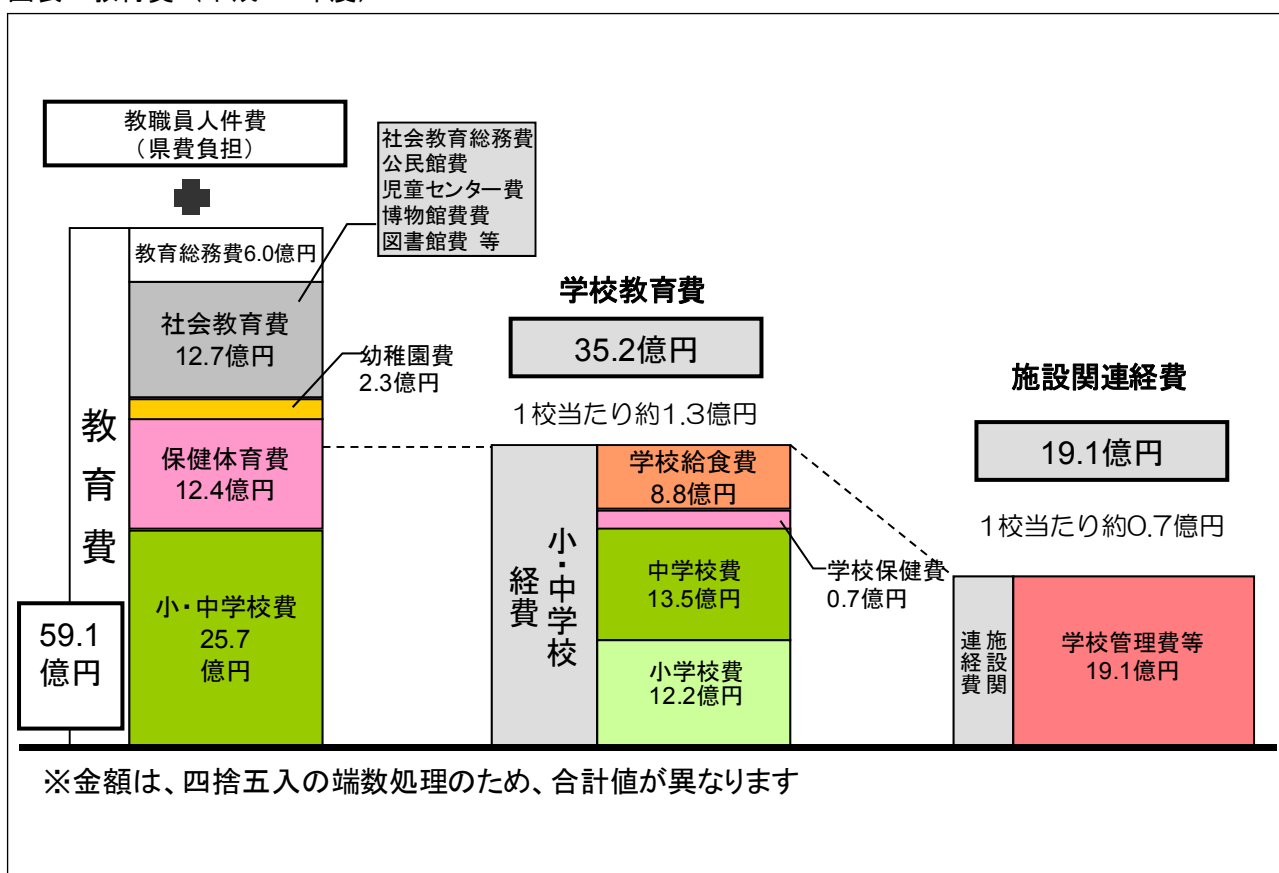 教職員人件費
（県費負担）
社会教育総務費
公民館費
児童センター費
博物館費費
図書館費 等
教育費
59.1
億円
教育総務費6.0億円
社会教育費
12.7億円
幼稚園費
2.3億円
保健体育費
12.4億円
小・中学校費
25.7
億円
学校教育費
35.2億円
1校当たり約1.3億円
小・中学校
経費
学校給食費
8.8億円
学校保健費
0.7億円
中学校費
13.5億円
小学校費
12.2億円
施設関連経費
19.1億円
1校当たり約0.7億円
施設関
連経費
学校管理費等
19.1億円
※金額は、四捨五入の端数処理のため、合計値が異なります